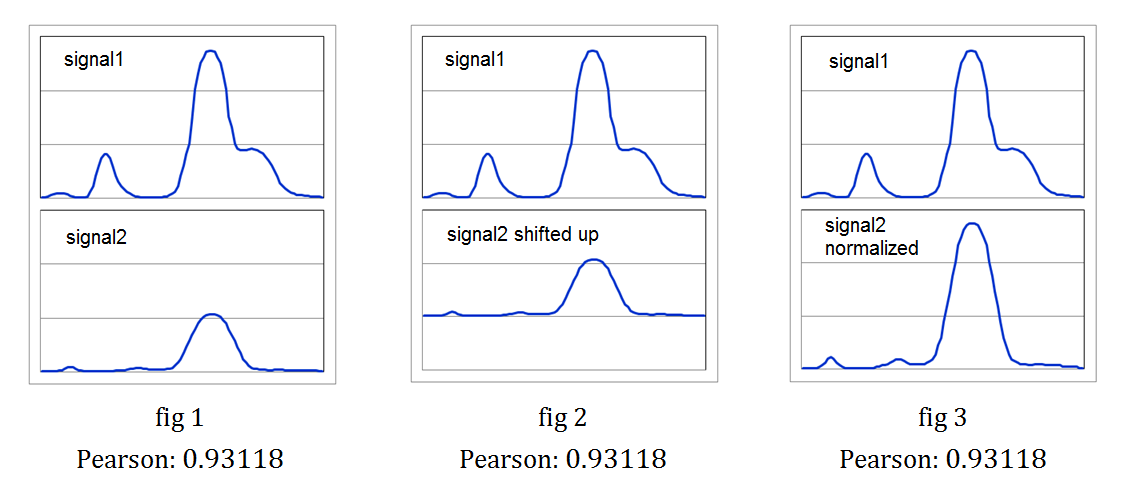 signal1
signal2
fig 1
Pearson: 0.93118
signal1
signal2 shifted up
fig 2
Pearson: 0.93118
signal1
signal2
normalized
fig 3
Pearson: 0.93118